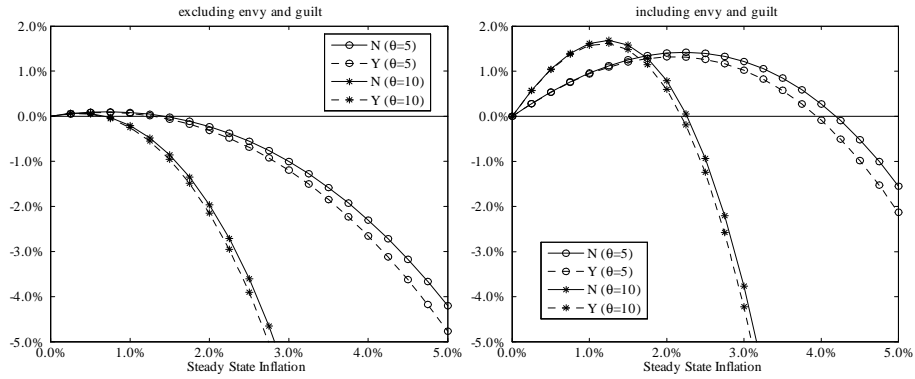 excluding envy and guilt
2.0%
1.0%
0.0%
-1.0%
-2.0%
-3.0%
-4.0%
-5.0%
N (θ=5)
Y (θ=5)
N (θ=10)
Y (θ=10)
0.0% 1.0% 2.0% 3.0% 4.0% 5.0%
Steady State Inflation
including envy and guilt
2.0%
1.0%
0.0%
-1.0%
-2.0%
-3.0%
-4.0%
-5.0%
N (θ=5)
Y (θ=5)
N (θ=10)
Y (θ=10)
0.0% 1.0% 2.0% 3.0% 4.0% 5.0%
Steady State Inflation